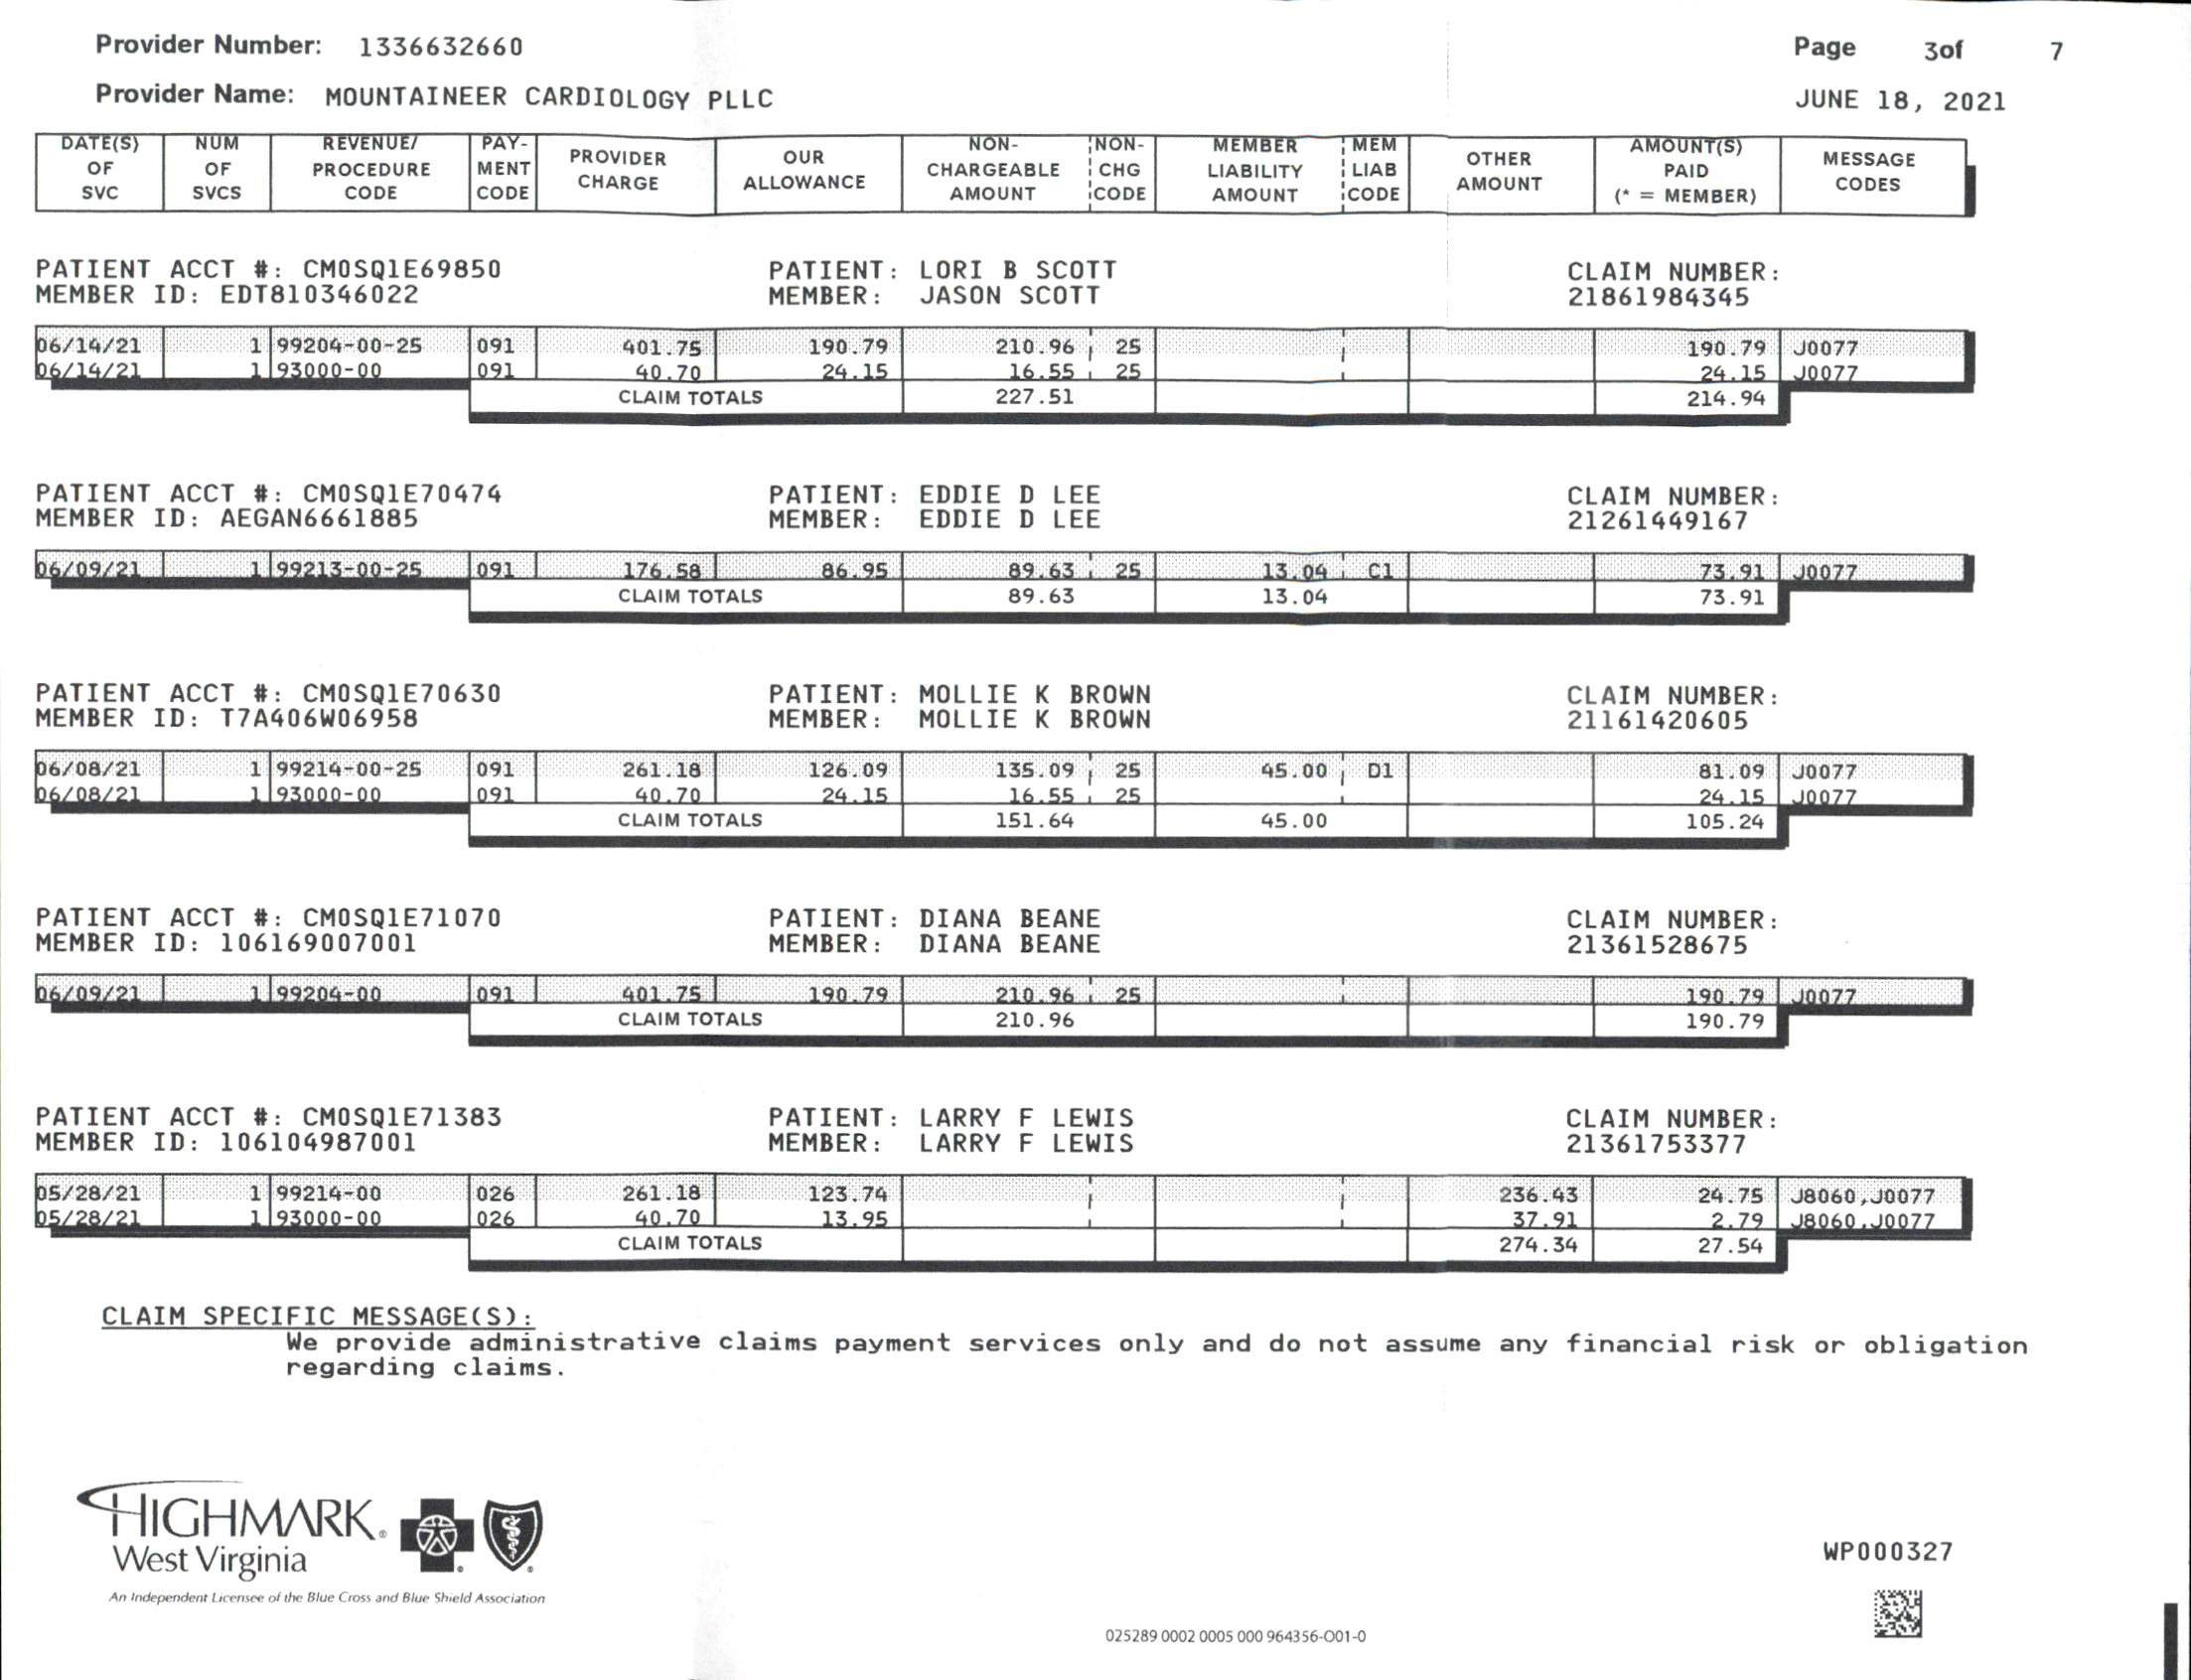 Provider Number: 1336632660 Page 3of 7
Provider Name: MOUNTAINEER CARDIOLOGY PLLC JUNE 18, 2021
DATE(S) OF SVC NUM OF SVCS REVENUE/ PROCEDURE CODE PAY- MENT CODE PROVIDER CHARGE OUR ALLOWANCE NON- CHARGEABLE AMOUNT NON- CHG CODE MEMBER LIABILITY AMOUNT MEM LIAB CODE OTHER AMOUNT AMOUNT(S) PAID (* = MEMBER) MESSAGE CODES
PATIENT ACCT #: CMOSQ1E69850 PATIENT: LORI B SCOTT CLAIM NUMBER:
MEMBER ID: EDT810346022 MEMBER: JASON SCOTT 21861984345
06/14/21 1 99204-00-25 091 401.75 190.79 210.96 25 190.79 J0077
06/14/21 1 93000-00 091 40.70 24.15 16.55 25 24.15 J0077
CLAIM TOTALS 227.51 214.94
PATIENT ACCT #: CMOSQ1E70474 PATIENT: EDDIE D LEE CLAIM NUMBER:
MEMBER ID: AEGAN6661885 MEMBER: EDDIE D LEE 21261449167
06/09/21 1 99213-00-25 091 176.58 86.95 89.63 25 13.04 C1 73.91 J0077
CLAIM TOTALS 89.63 13.04 73.91
PATIENT ACCT #: CMOSQ1E70630 PATIENT: MOLLIE K BROWN CLAIM NUMBER:
MEMBER ID: T7A406W06958 MEMBER: MOLLIE K BROWN 21161420605
06/08/21 1 99214-00-25 091 261.18 126.09 135.09 25 45.00 D1 81.09 J0077
06/08/21 1 93000-00 091 40.70 24.15 16.55 25 24.15 J0077
CLAIM TOTALS 151.64 45.00 105.24
PATIENT ACCT #: CMOSQ1E71070 PATIENT: DIANA BEANE CLAIM NUMBER:
MEMBER ID: 106169007001 MEMBER: DIANA BEANE 21361528675
06/09/21 1 99204-00 091 401.75 190.79 210.96 25 190.79 J0077
CLAIM TOTALS 210.96 190.79
PATIENT ACCT #: CMOSQ1E71383 PATIENT: LARRY F LEWIS CLAIM NUMBER:
MEMBER ID: 106104987001 MEMBER: LARRY F LEWIS 21361753377
05/28/21 1 99214-00 026 261.18 123.74 236.43 24.75 J8060,J0077
05/28/21 1 93000-00 026 40.70 13.95 37.91 2.79 J8060,J0077
CLAIM TOTALS 274.34 27.54
CLAIM SPECIFIC MESSAGE(S):
We provide administrative claims payment services only and do not assume any financial risk or obligation
regarding claims.
HIGHMARK®
West Virginia
An Independent Licensee of the Blue Cross and Blue Shield Association
WP000327
025289 0002 0005 000 964356-O01-0